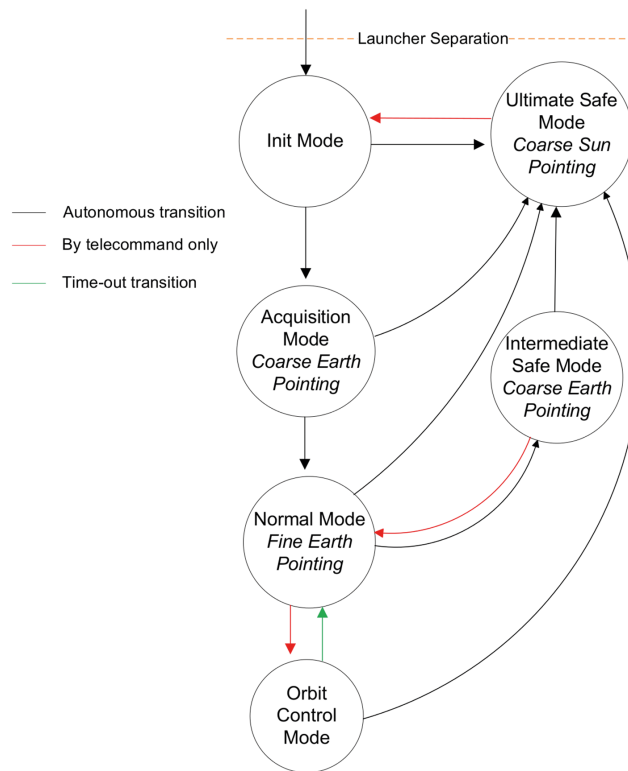 Launcher Separation
Init Mode
Ultimate Safe
Mode
Coarse Sun
Pointing
Autonomous transition
By telecommand only
Time-out transition
Acquisition
Mode
Coarse Earth
Pointing
Intermediate
Safe Mode
Coarse Earth
Pointing
Normal Mode
Fine Earth
Pointing
Orbit
Control
Mode